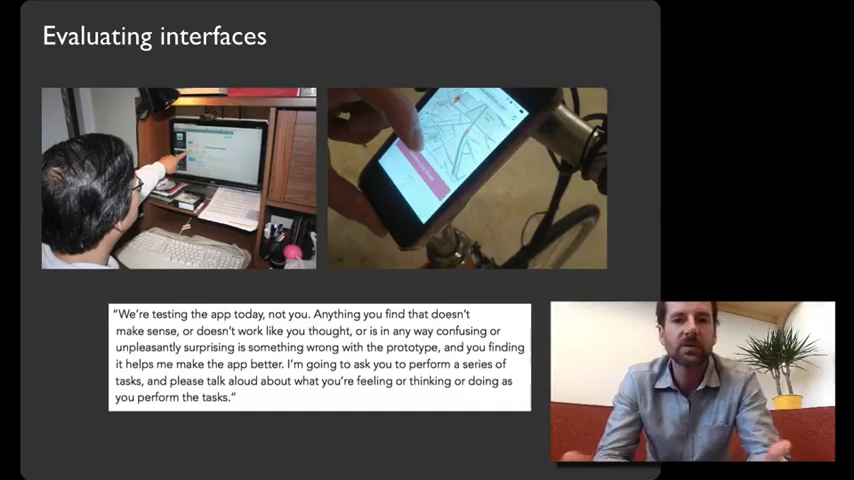 Evaluating interfaces
“We’re testing the app today, not you. Anything you find that doesn’t
make sense, or doesn’t work like you thought, or is in any way confusing or
unpleasantly surprising is something wrong with the prototype, and you finding
it helps me make the app better. I’m going to ask you to perform a series of
tasks, and please talk aloud about what you’re feeling or thinking or doing as
you perform the tasks.”